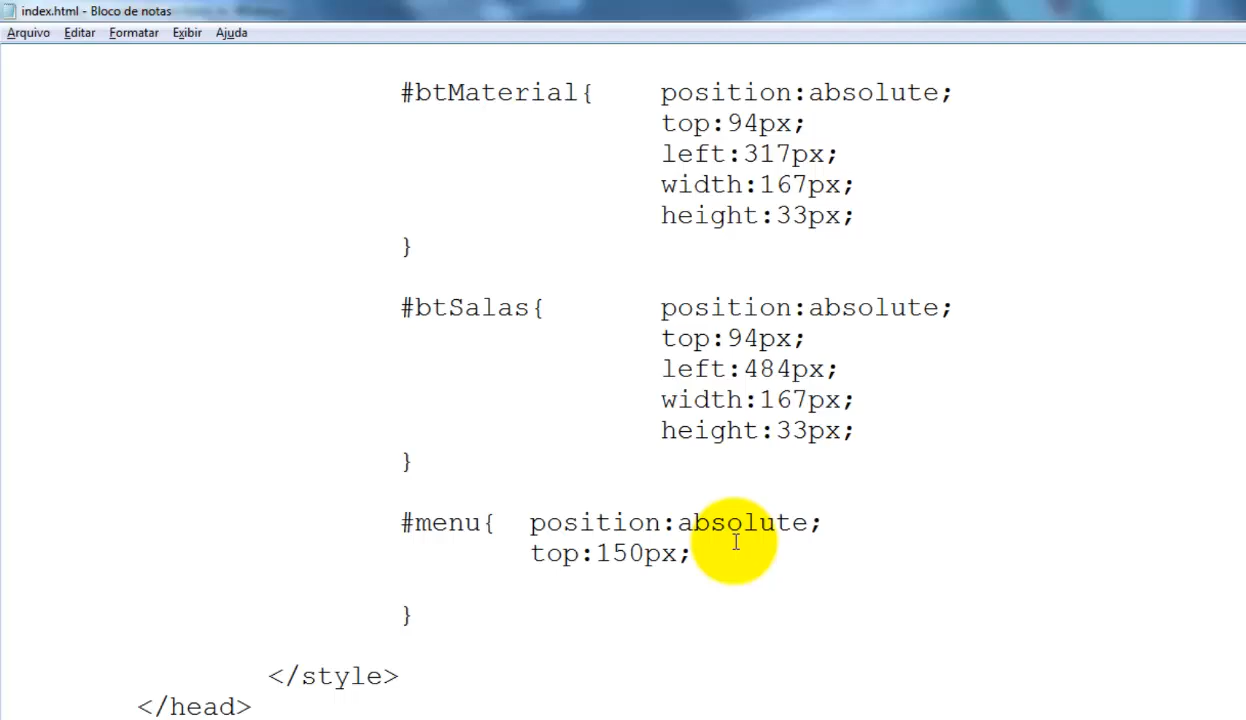 index.html - Bloco de notas
Arquivo Editar Formatar Exibir Ajuda
#btMaterial{ position:absolute;
top:94px;
left:317px;
width:167px;
height:33px;
}
#btSalas{ position:absolute;
top:94px;
left:484px;
width:167px;
height:33px;
}
#menu{ position:absolute;
top:150px;
}
</style>
</head>